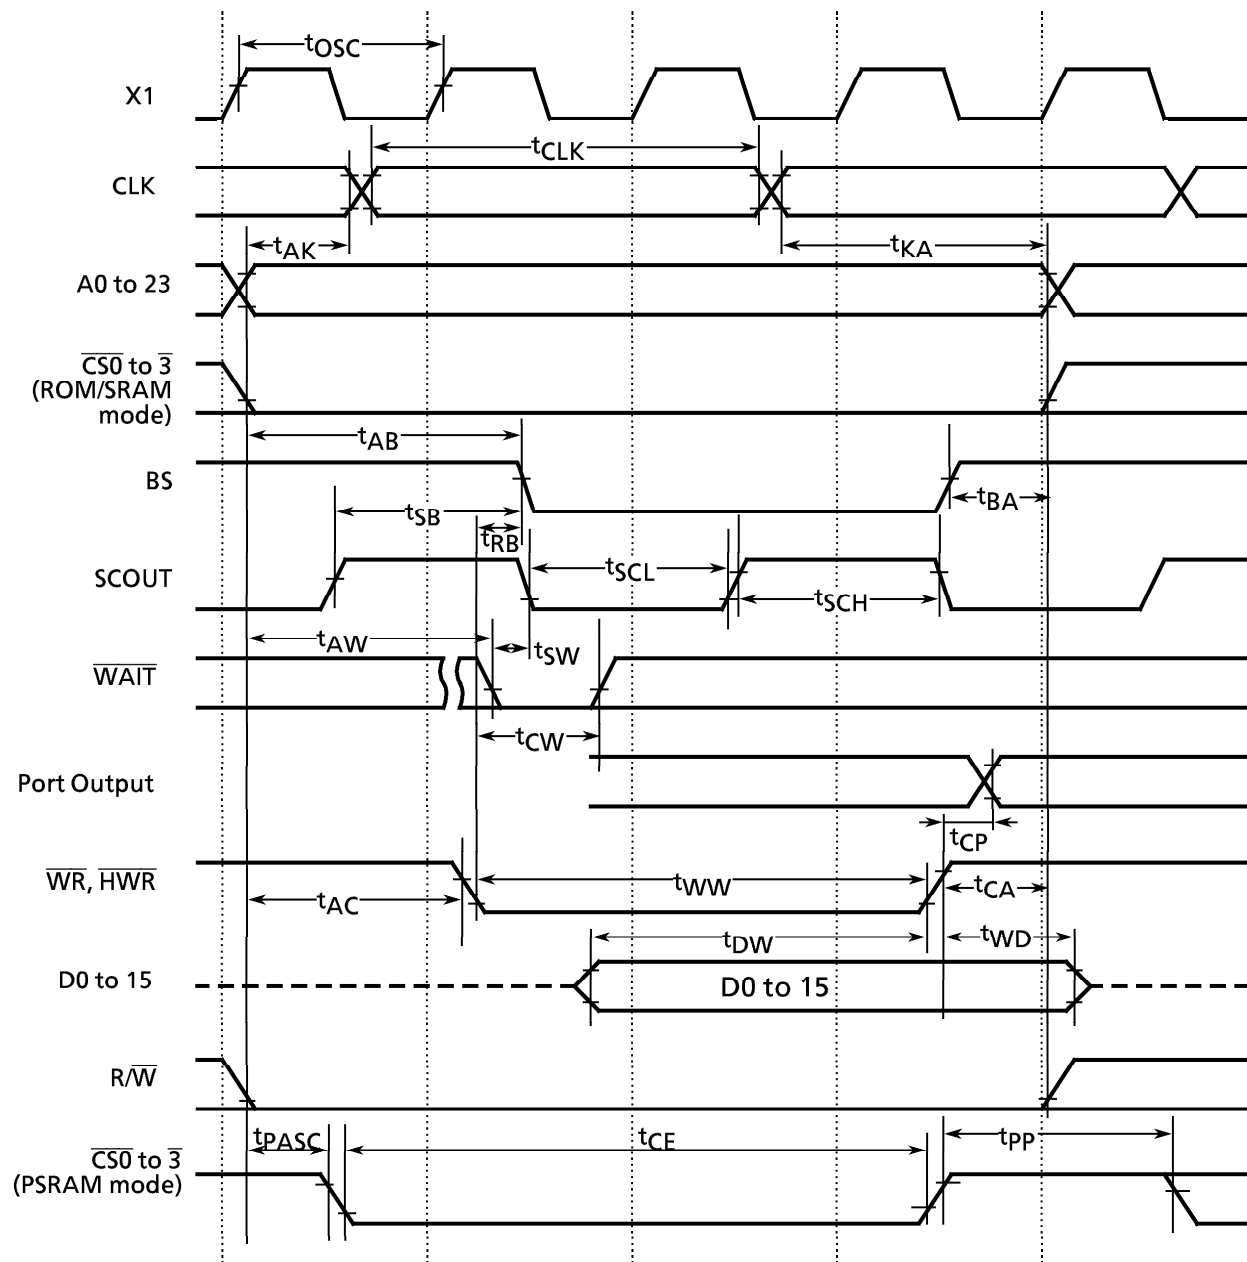 tOSC
X1
tCLK
CLK
tAK
tKA
A0 to 23
CS0 to 3
(ROM/SRAM
mode)
tAB
BS
tBA
tSB
tRB
SCOUT
tSCL
tSCH
tAW
tSW
WAIT
tCW
Port Output
tCP
WR, HWR
tWW
tCA
tAC
tDW
tWD
D0 to 15
D0 to 15
R/W
tPASC
tCE
tPP
CS0 to 3
(PSRAM mode)